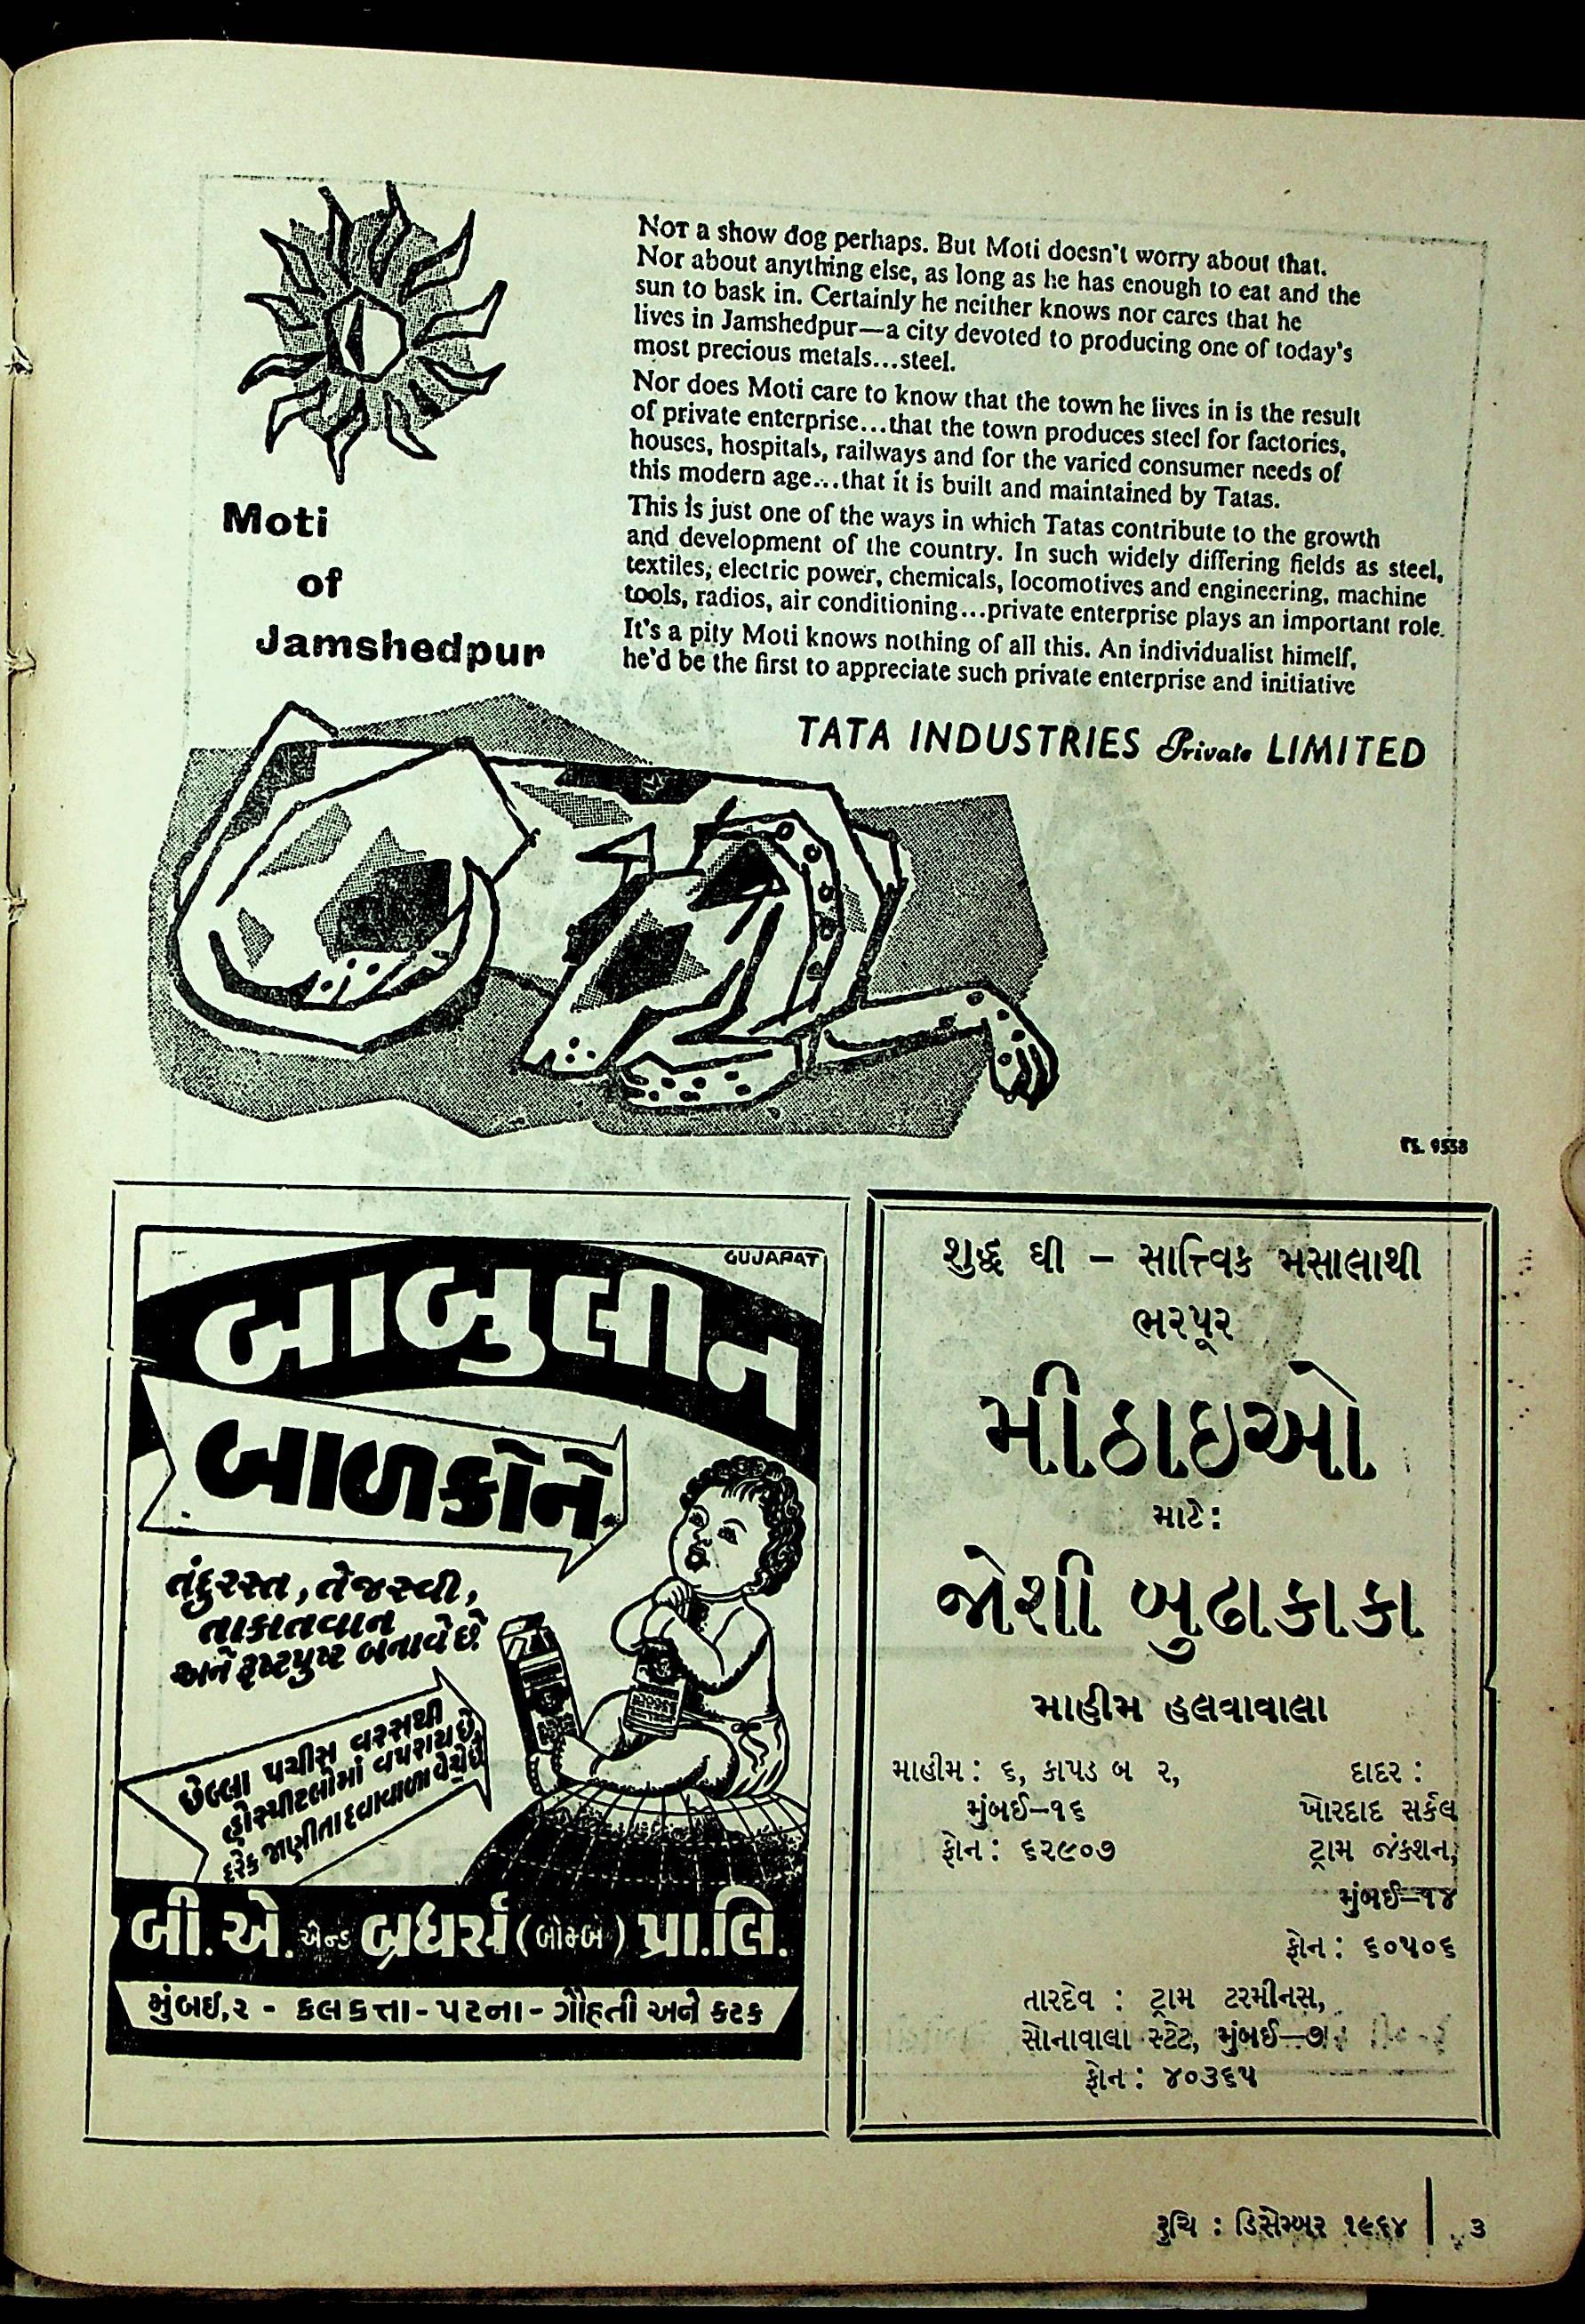 Moti
of
Jamshedpur
NOT a show dog perhaps. But Moti doesn't worry about that.
Nor about anything else, as long as he has enough to eat and the
sun to bask in. Certainly he neither knows nor cares that he
lives in Jamshedpur—a city devoted to producing one of today's
most precious metals...steel.
Nor does Moti care to know that the town he lives in is the result
of private enterprise...that the town produces steel for factories,
houses, hospitals, railways and for the varied consumer needs of
this modern age...that it is built and maintained by Tatas.
This is just one of the ways in which Tatas contribute to the growth
and development of the country. In such widely differing fields as steel,
textiles, electric power, chemicals, locomotives and engineering, machine
tools, radios, air conditioning...private enterprise plays an important role.
It's a pity Moti knows nothing of all this. An individualist himelf,
he'd be the first to appreciate such private enterprise and initiative
TATA INDUSTRIES Private LIMITED
GUJARAT
બાબુલીન
બાળકોને
તંદુરસ્ત, તેજસ્વી,
તાકાતવાન
અને હૃષ્ટપુષ્ટ બનાવે છે
છેલ્લા પચીસ વરસથી
હોસ્પીટલોમાં વપરાય છે
દરેક જાણીતા દવાવાળા વેચે છે
બી. એ. એન્ડ બ્રધર્સ (બોમ્બે) પ્રા.લિ.
મુંબઇ,૨ - કલકત્તા - પટના - ગૌહતી અને કટક
શુદ્ધ ઘી – સાત્ત્વિક મસાલાથી
ભરપૂર
મીઠાઇઓ
માટે :
જોશી બુઢાકાકા
માહીમ હલવાવાલા
માહીમ : ૬, કાપડ બ ર,
મુંબઈ–૧૬
ફોન : ૬૨૯૦૭
દાદર :
ખોરદાદ સર્કલ
ટ્રામ જંકશન,
મુંબઈ–૧૪
ફોન : ૬૦૫૦૬
તારદેવ : ટ્રામ ટરમીનસ,
સોનાવાલા સ્ટેટ, મુંબઈ–૭
ફોન : ૪૦૩૬૫
રુચિ : ડિસેમ્બર ૧૯૬૪ | ૩